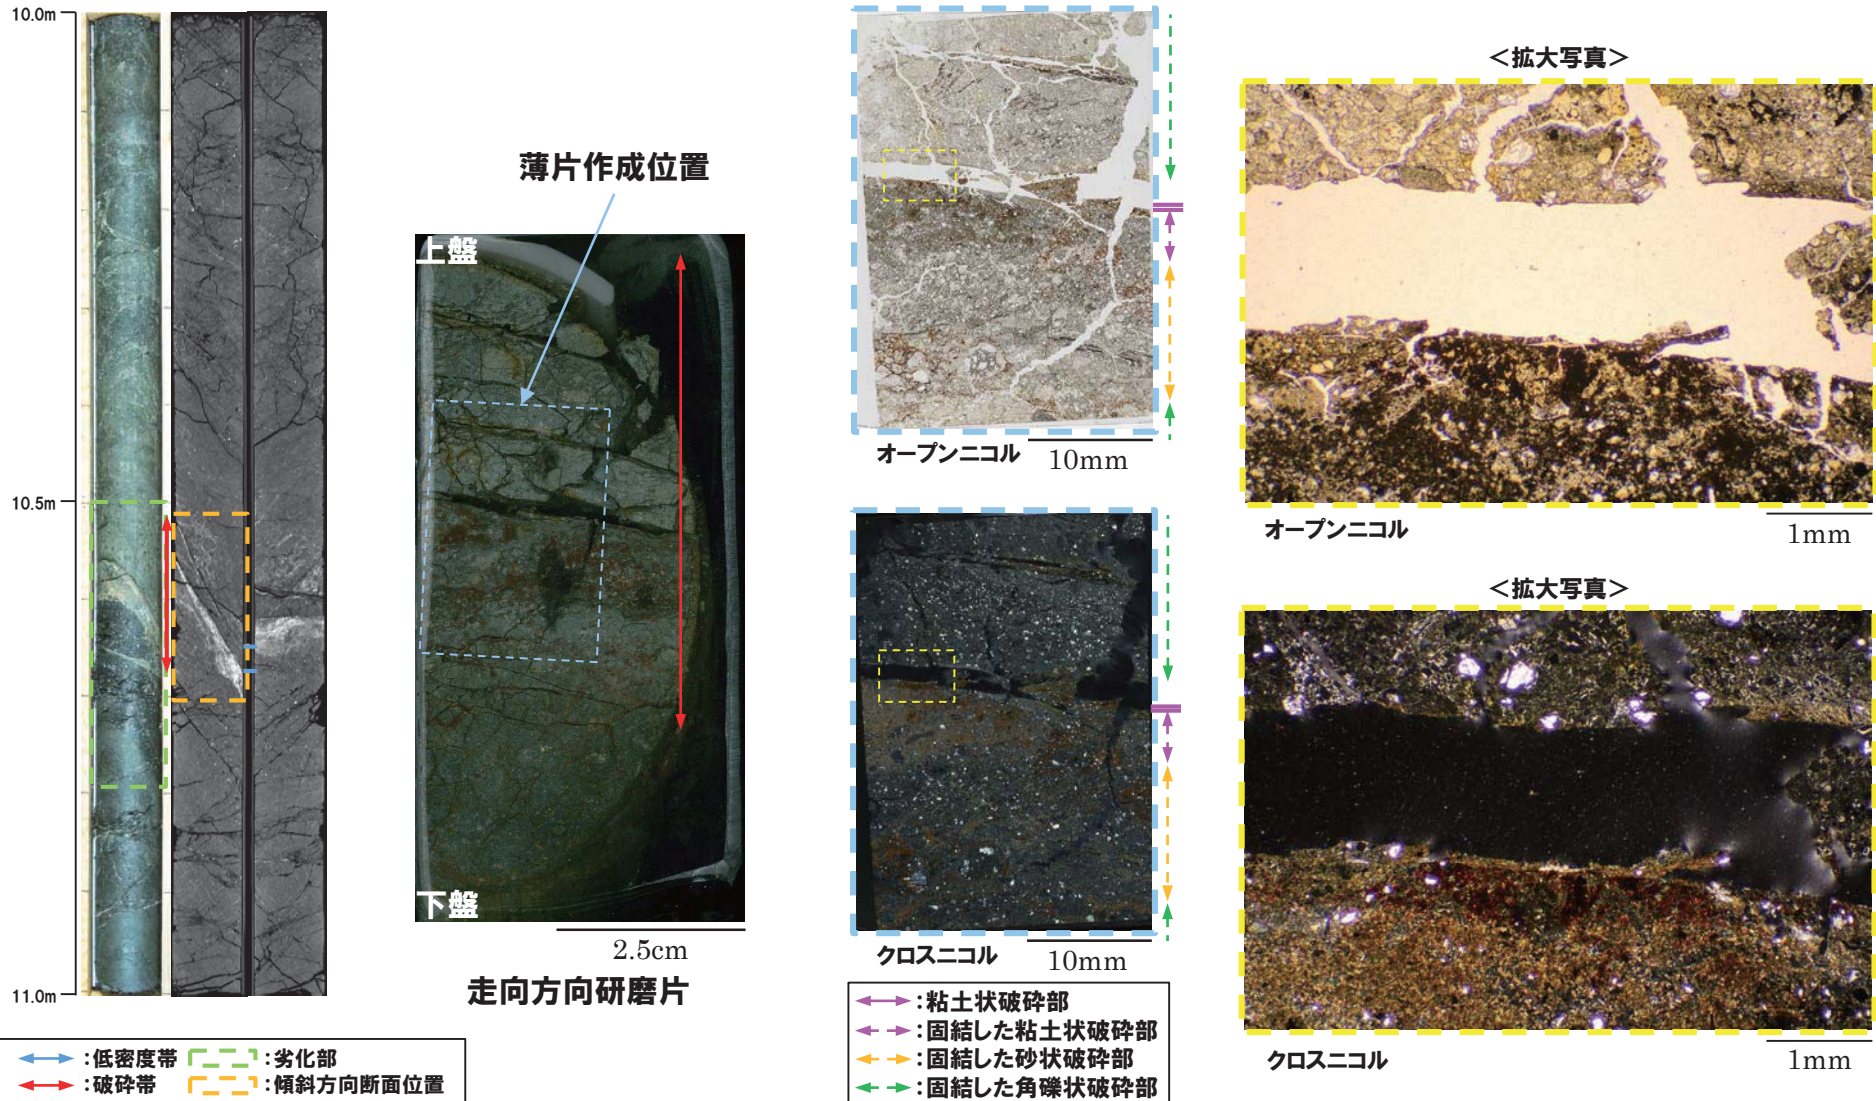 10.0m
10.5m
11.0m
:低密度帯
:劣化部
:破砕帯
:傾斜方向断面位置
薄片作成位置
上盤
下盤
2.5cm
走向方向研磨片
オープンニコル
10mm
クロスニコル
10mm
:粘土状破砕部
:固結した粘土状破砕部
:固結した砂状破砕部
:固結した角礫状破砕部
＜拡大写真＞
オープンニコル
1mm
＜拡大写真＞
クロスニコル
1mm